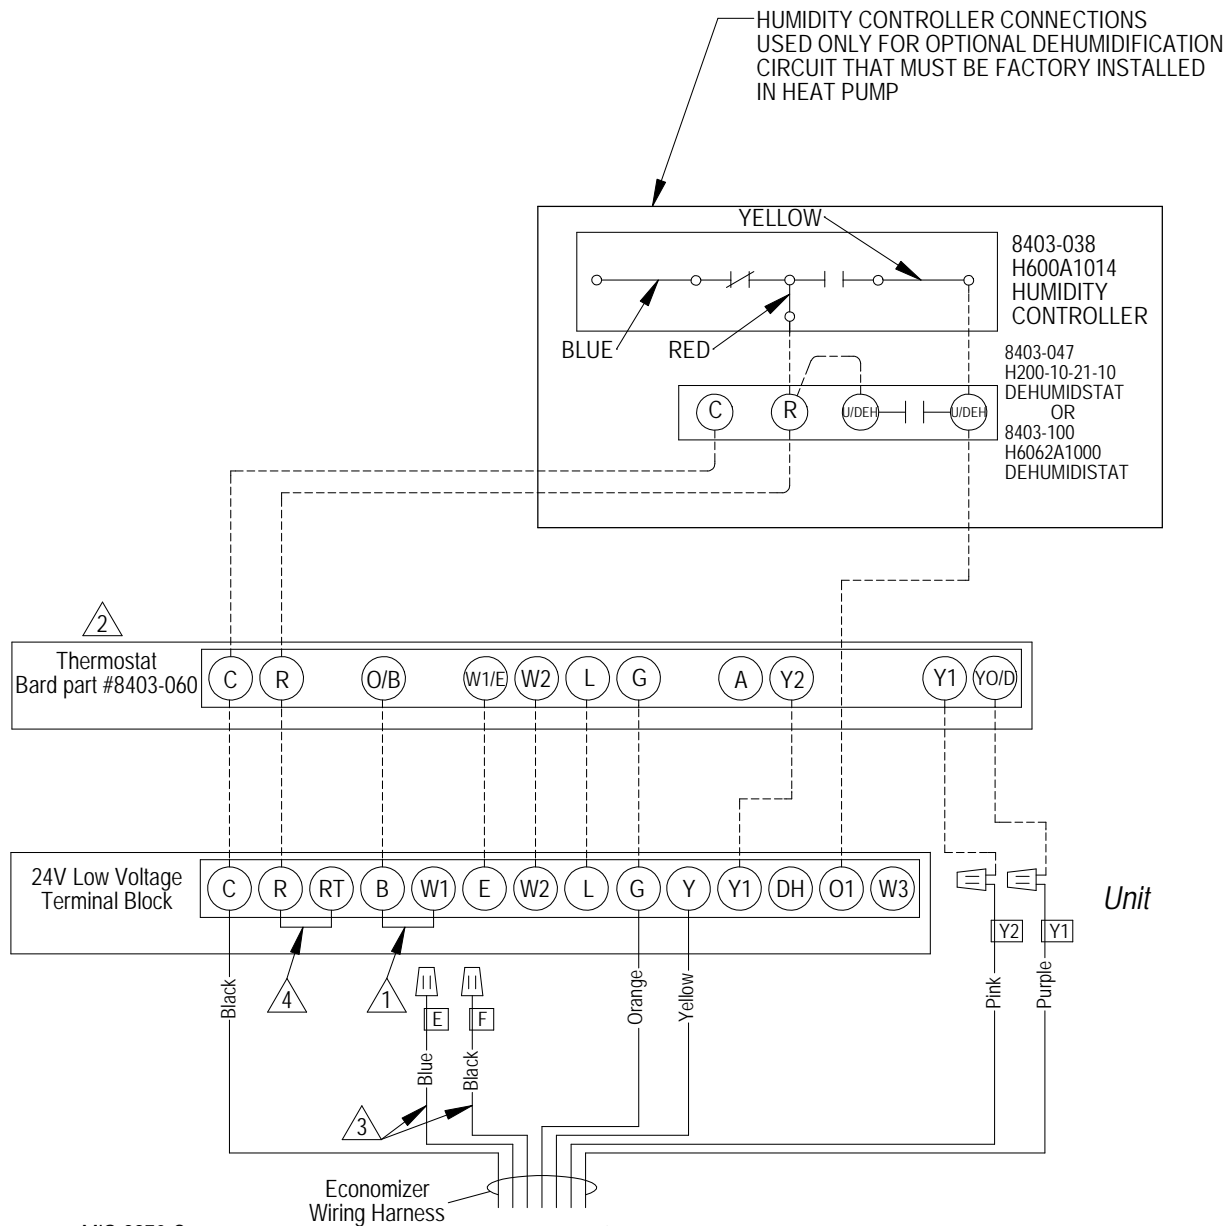 HUMIDITY CONTROLLER CONNECTIONS
USED ONLY FOR OPTIONAL DEHUMIDIFICATION
CIRCUIT THAT MUST BE FACTORY INSTALLED
IN HEAT PUMP
YELLOW
8403-038
H600A1014
HUMIDITY
CONTROLLER
BLUE
RED
8403-047
H200-10-21-10
DEHUMIDSTAT
OR
8403-100
H6062A1000
DEHUMIDISTAT
C R U/DEH U/DEH
2
Thermostat
Bard part #8403-060
C R O/B W1/E W2 L G A Y2 Y1 YO/D
24V Low Voltage
Terminal Block
C R RT B W1 E W2 L G Y Y1 DH O1 W3
Unit
Y2 Y1
4 1
E F
Black
Blue
Black
Orange
Yellow
Pink
Purple
3
Economizer
Wiring Harness